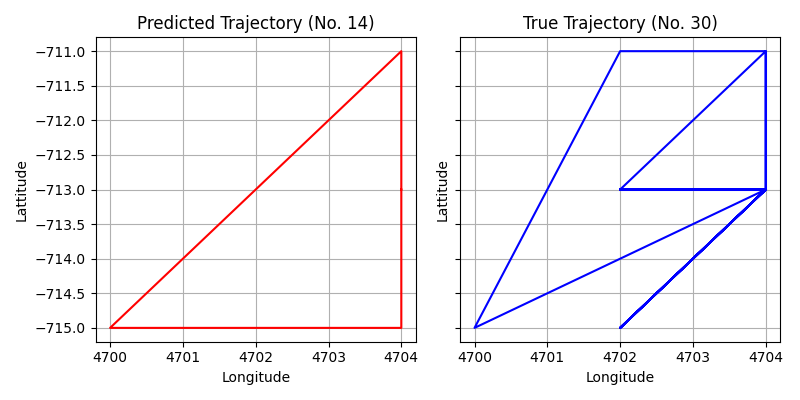 Predicted Trajectory (No. 14)
True Trajectory (No. 30)
Lattitude
−711.0
−711.5
−712.0
−712.5
−713.0
−713.5
−714.0
−714.5
−715.0
4700 4701 4702 4703 4704
Longitude
Lattitude
4700 4701 4702 4703 4704
Longitude